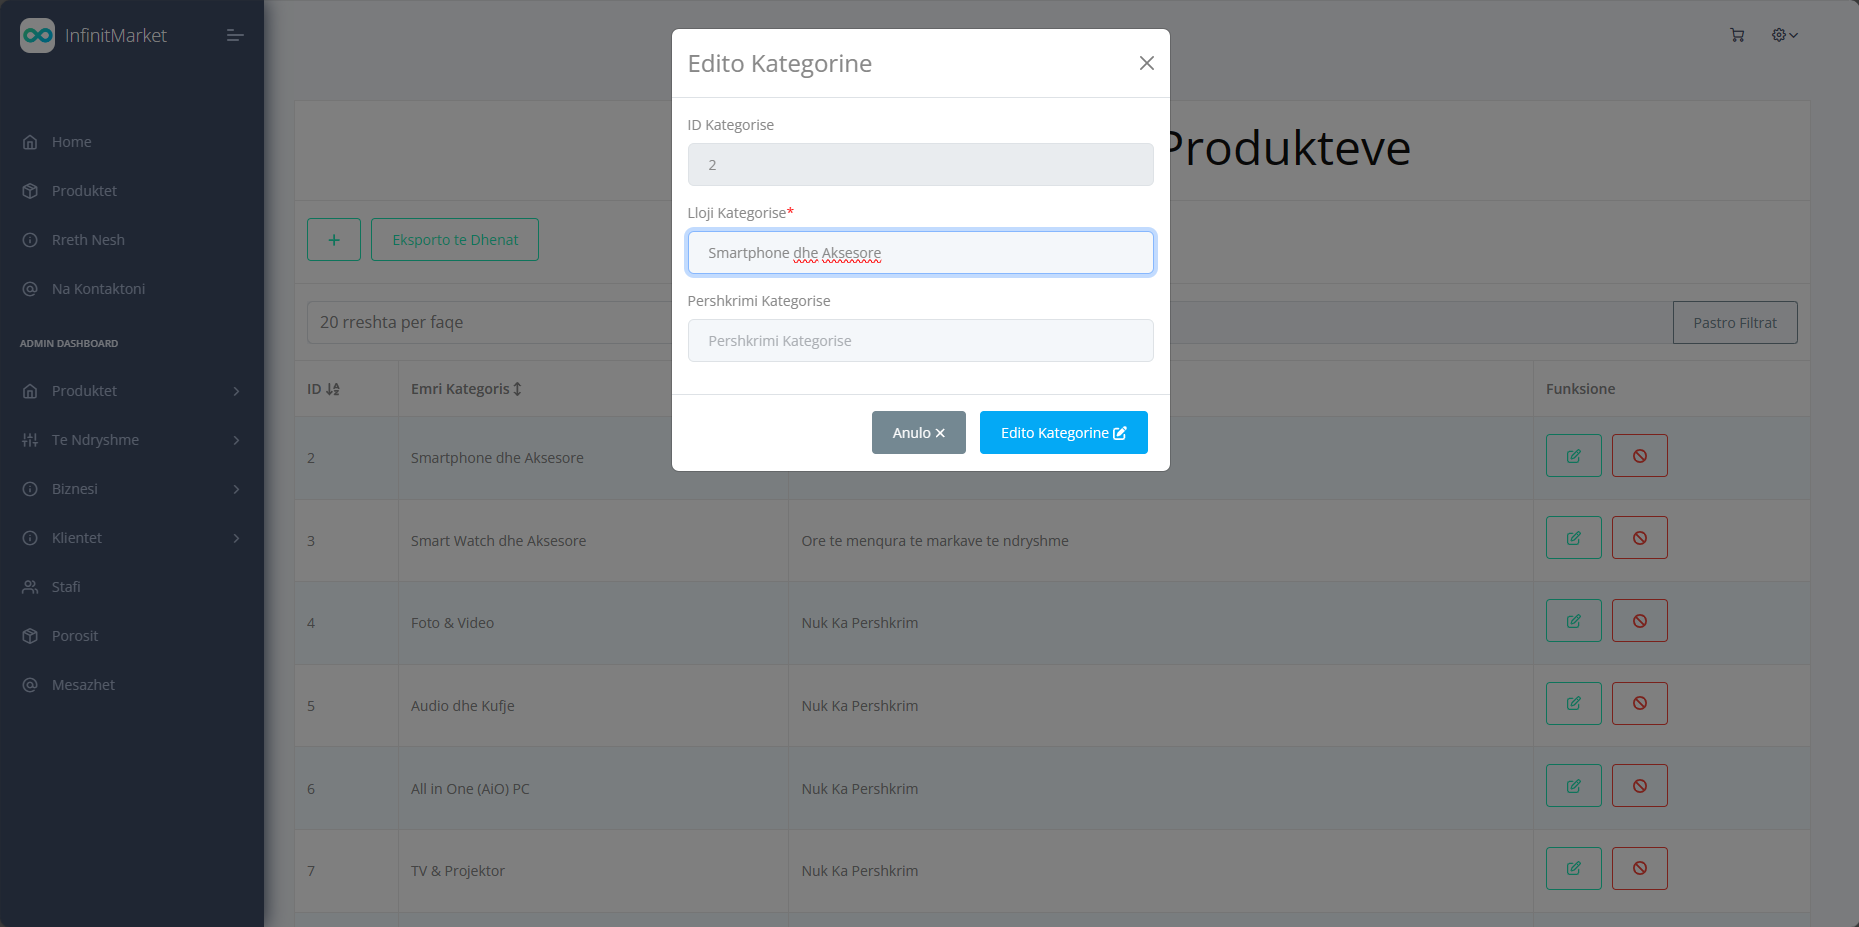 InfinitMarket
Home
Produktet
Rreth Nesh
Na Kontaktoni
ADMIN DASHBOARD
Produktet
Te Ndryshme
Biznesi
Klientet
Stafi
Porosit
Mesazhet
Produkteve
+
Eksporto te Dhenat
20 rreshta per faqe
Pastro Filtrat
ID
Emri Kategoris
Funksione
2
Smartphone dhe Aksesore
3
Smart Watch dhe Aksesore
Ore te menqura te markave te ndryshme
4
Foto & Video
Nuk Ka Pershkrim
5
Audio dhe Kufje
Nuk Ka Pershkrim
6
All in One (AiO) PC
Nuk Ka Pershkrim
7
TV & Projektor
Nuk Ka Pershkrim
Edito Kategorine
ID Kategorise
2
Lloji Kategorise*
Smartphone dhe Aksesore
Pershkrimi Kategorise
Pershkrimi Kategorise
Anulo
Edito Kategorine